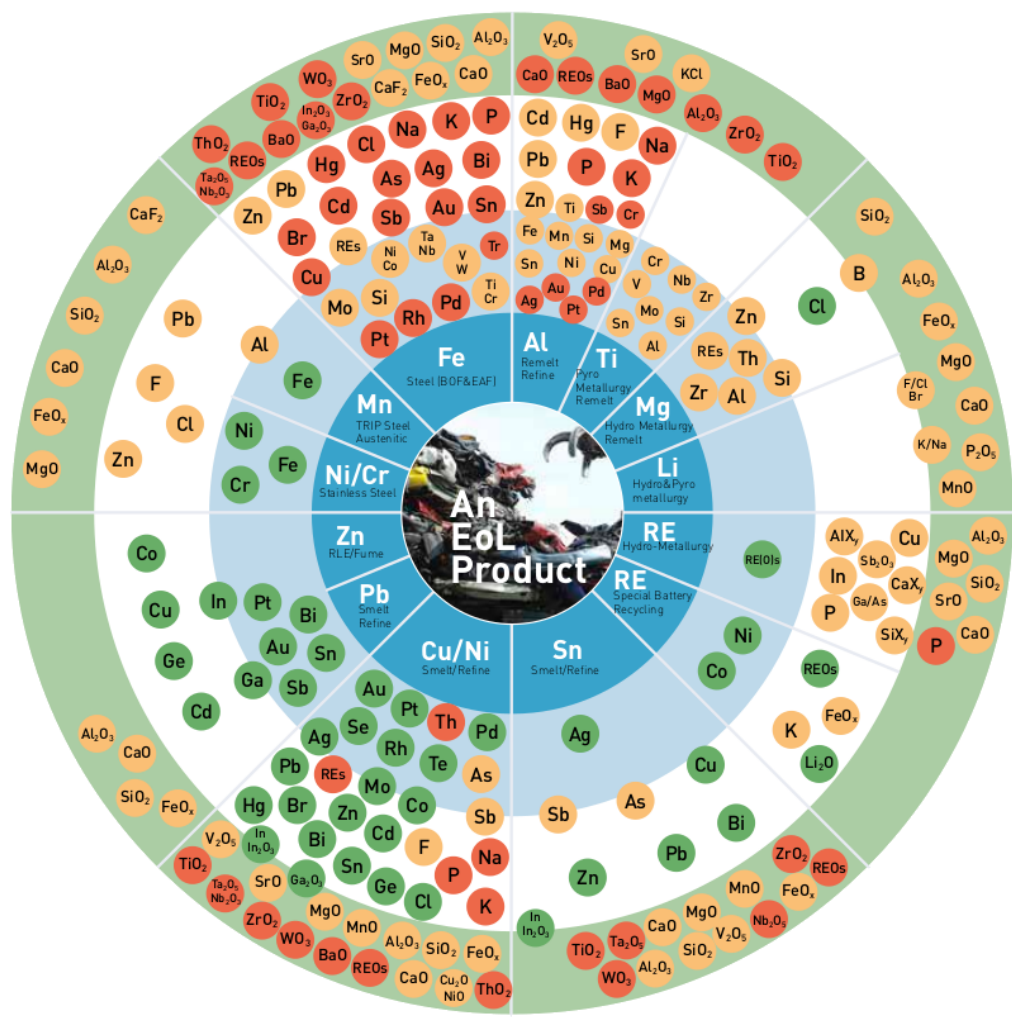 An
EoL
Product
Fe
Steel (BOF&EAF)
Al
Remelt
Refine
Ti
Pyro
Metallurgy
Remelt
Mg
Hydro Metallurgy
Remelt
Li
Hydro&Pyro
metallurgy
RE
Hydro-Metallurgy
RE
Special Battery
Recycling
Sn
Smelt/Refine
Cu/Ni
Smelt/Refine
Pb
Smelt
Refine
Zn
RLE/Fume
Ni/Cr
Stainless Steel
Mn
TRIP Steel
Austenitic
Al₂O₃
SiO₂
MgO
SrO
CaO
FeOₓ
CaF₂
WO₃
ZrO₂
TiO₂
In₂O₃
Ga₂O₃
BaO
ThO₂
REOs
Ta₂O₅
Nb₂O₃
P
K
Na
Cl
Hg
Pb
Zn
Bi
Ag
As
Cd
Br
Sn
Au
Sb
Cu
Tr
V
W
Ta
Nb
Ni
Co
REs
Ti
Cr
Si
Mo
Pd
Rh
Pt
V₂O₅
SrO
KCl
CaO
REOs
BaO
MgO
Al₂O₃
ZrO₂
TiO₂
Cd
Hg
F
Na
Pb
P
K
Zn
Ti
Sb
Cr
Fe
Mn
Si
Mg
Sn
Ni
Cu
Ag
Au
Pd
Pt
Cr
Nb
Zr
V
Mo
Si
Sn
Al
Zn
REs
Th
Si
Zr
Al
Cl
B
SiO₂
Al₂O₃
FeOₓ
MgO
F/Cl
Br
CaO
K/Na
P₂O₅
MnO
AlXᵧ
Cu
Al₂O₃
Sb₂O₃
MgO
In
CaXᵧ
SiO₂
P
Ga/As
SrO
SiXᵧ
P
CaO
RE(O)s
Ni
Co
REOs
K
FeOₓ
Li₂O
Ag
Cu
As
Sb
Bi
Pb
Zn
In
In₂O₃
ZrO₂
REOs
MnO
FeOₓ
MgO
Nb₂O₅
CaO
V₂O₅
Ta₂O₅
SiO₂
TiO₂
Al₂O₃
WO₃
Au
Pt
Th
Pd
Ag
Se
Rh
Te
As
Pb
REs
Mo
Co
Sb
Hg
Br
Zn
Cd
F
Na
In
In₂O₃
Bi
Sn
Ge
P
Cl
K
V₂O₅
TiO₂
Ta₂O₅
Nb₂O₃
SrO
Ga₂O₃
ZrO₂
MgO
WO₃
MnO
BaO
Al₂O₃
SiO₂
FeOₓ
REOs
CaO
Cu₂O
NiO
ThO₂
Co
Cu
In
Pt
Bi
Ge
Au
Sn
Ga
Sb
Cd
Al₂O₃
CaO
SiO₂
FeOₓ
CaF₂
Al₂O₃
SiO₂
CaO
FeOₓ
MgO
Pb
F
Cl
Zn
Al
Fe
Ni
Fe
Cr